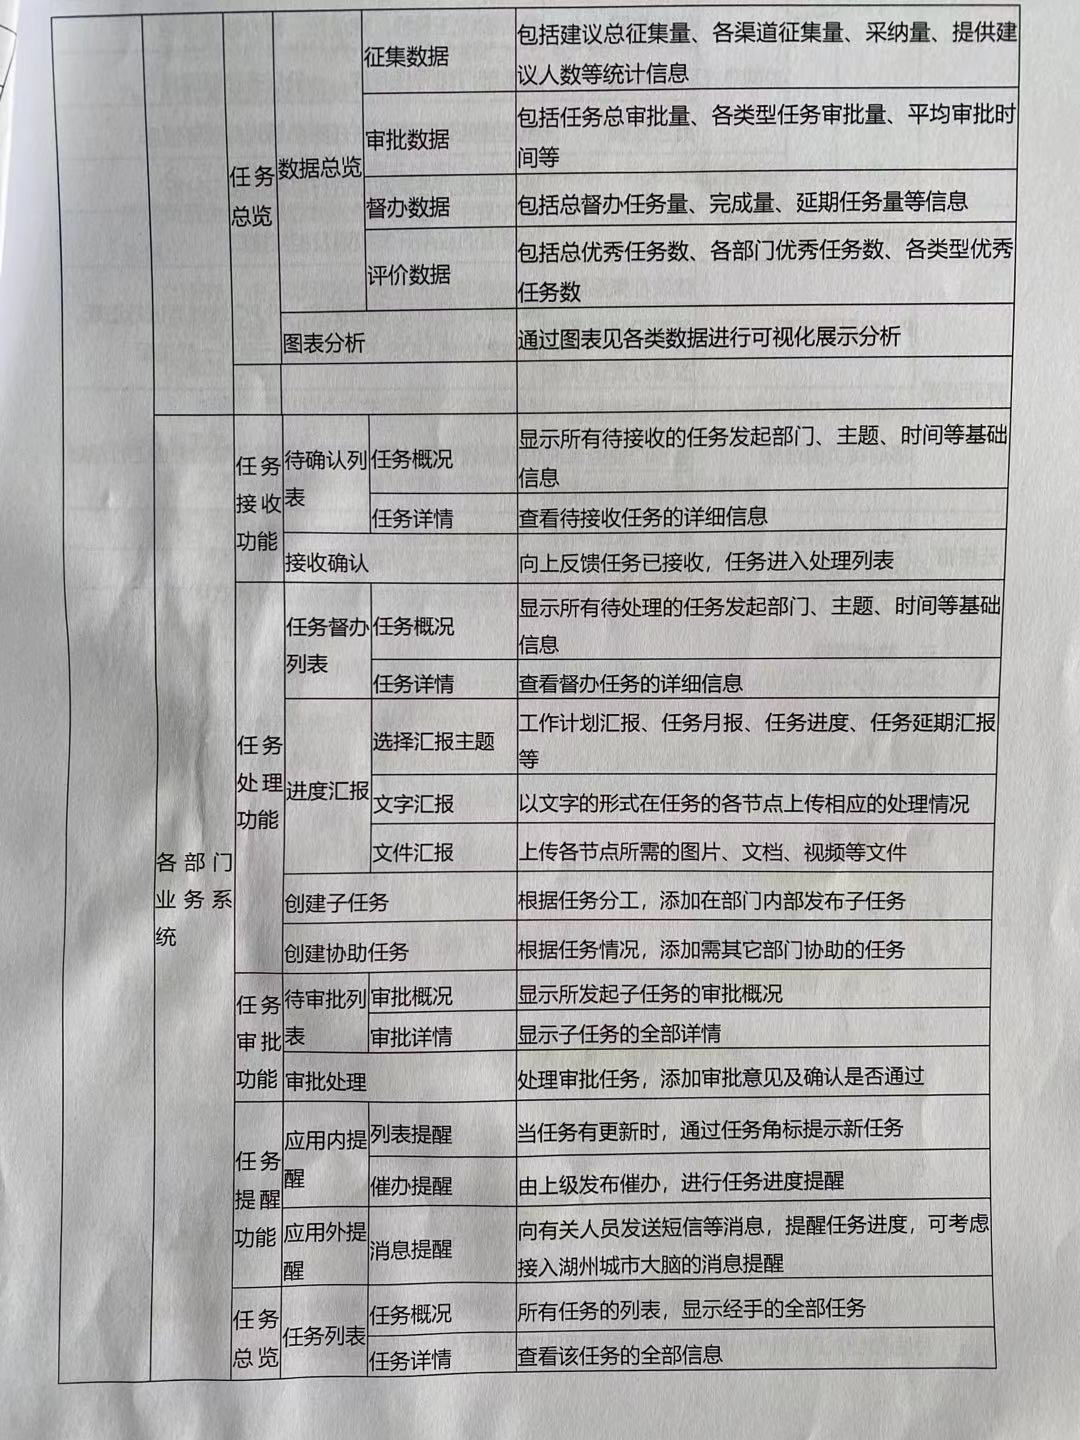 任务
总览
数据总览
征集数据
包括建议总征集量、各渠道征集量、采纳量、提供建
议人数等统计信息
审批数据
包括任务总审批量、各类型任务审批量、平均审批时
间等
督办数据
包括总督办任务量、完成量、延期任务量等信息
评价数据
包括总优秀任务数、各部门优秀任务数、各类型优秀
任务数
图表分析
通过图表见各类数据进行可视化展示分析
各部门
业务系
统
任务
接收
功能
待确认列
表
任务概况
显示所有待接收的任务发起部门、主题、时间等基础
信息
任务详情
查看待接收任务的详细信息
接收确认
向上反馈任务已接收，任务进入处理列表
任务
处理
功能
任务督办
列表
任务概况
显示所有待处理的任务发起部门、主题、时间等基础
信息
任务详情
查看督办任务的详细信息
进度汇报
选择汇报主题
工作计划汇报、任务月报、任务进度、任务延期汇报
等
文字汇报
以文字的形式在任务的各节点上传相应的处理情况
文件汇报
上传各节点所需的图片、文档、视频等文件
创建子任务
根据任务分工，添加在部门内部发布子任务
创建协助任务
根据任务情况，添加需其它部门协助的任务
任务
审批
功能
待审批列
表
审批概况
显示所发起子任务的审批概况
审批详情
显示子任务的全部详情
审批处理
处理审批任务，添加审批意见及确认是否通过
任务
提醒
功能
应用内提
醒
列表提醒
当任务有更新时，通过任务角标提示新任务
催办提醒
由上级发布催办，进行任务进度提醒
应用外提
醒
消息提醒
向有关人员发送短信等消息，提醒任务进度，可考虑
接入湖州城市大脑的消息提醒
任务
总览
任务列表
任务概况
所有任务的列表，显示经手的全部任务
任务详情
查看该任务的全部信息